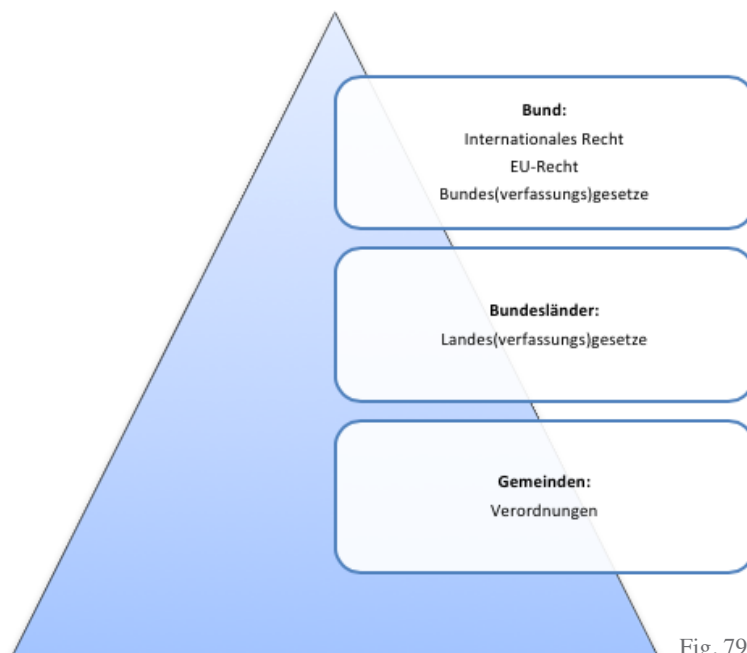 Bund:
Internationales Recht
EU-Recht
Bundes(verfassungs)gesetze
Bundesländer:
Landes(verfassungs)gesetze
Gemeinden:
Verordnungen
Fig. 79